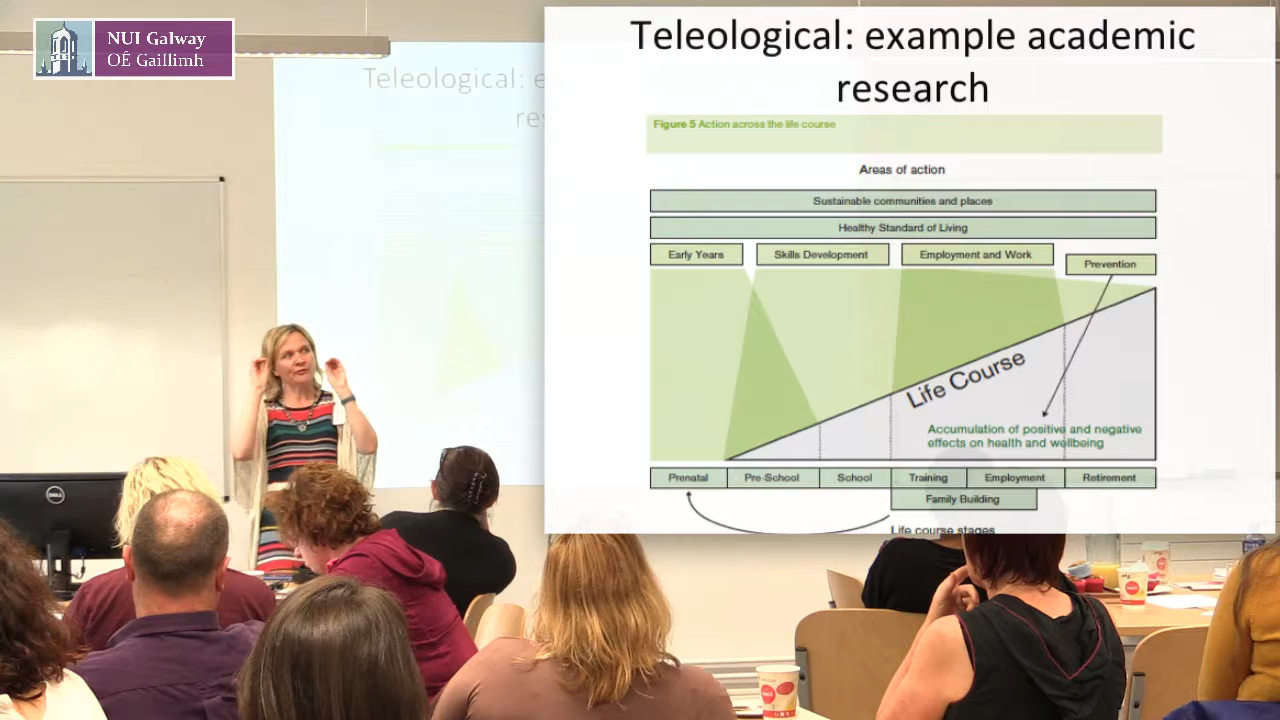 NUI Galway
OÉ Gaillimh
Teleological: example academic
research
Teleological: e
res
Figure 5 Action across the life course
Areas of action
Sustainable communities and places
Healthy Standard of Living
Early Years
Skills Development
Employment and Work
Prevention
Life Course
Accumulation of positive and negative
effects on health and wellbeing
Prenatal
Pre-School
School
Training
Employment
Retirement
Family Building
Life course stages
DELL